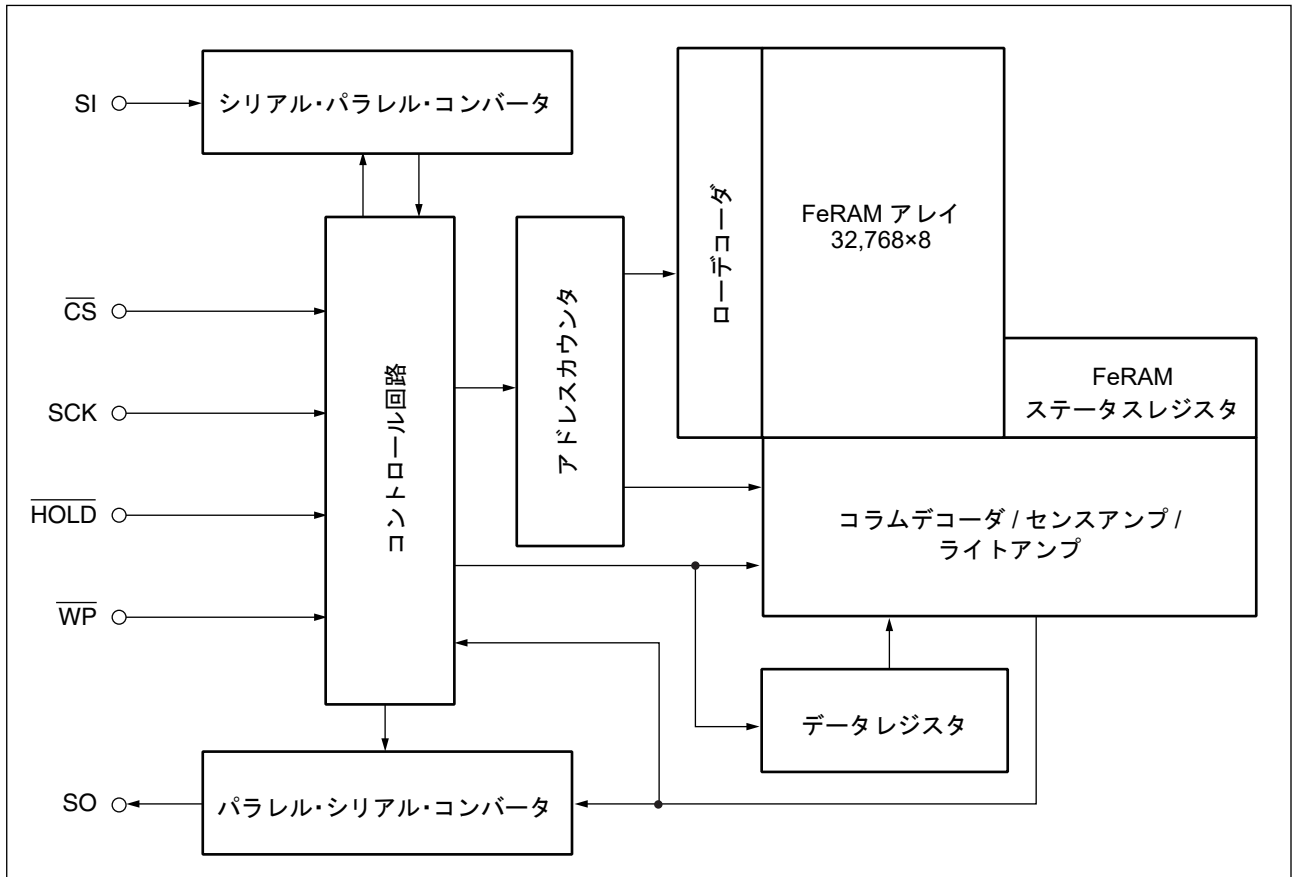 SI
シリアル・パラレル・コンバータ
ローデコーダ
FeRAM アレイ
32,768×8
CS
SCK
HOLD
WP
コントロール回路
アドレスカウンタ
FeRAM
ステータスレジスタ
コラムデコーダ / センスアンプ /
ライトアンプ
データレジスタ
SO
パラレル・シリアル・コンバータ